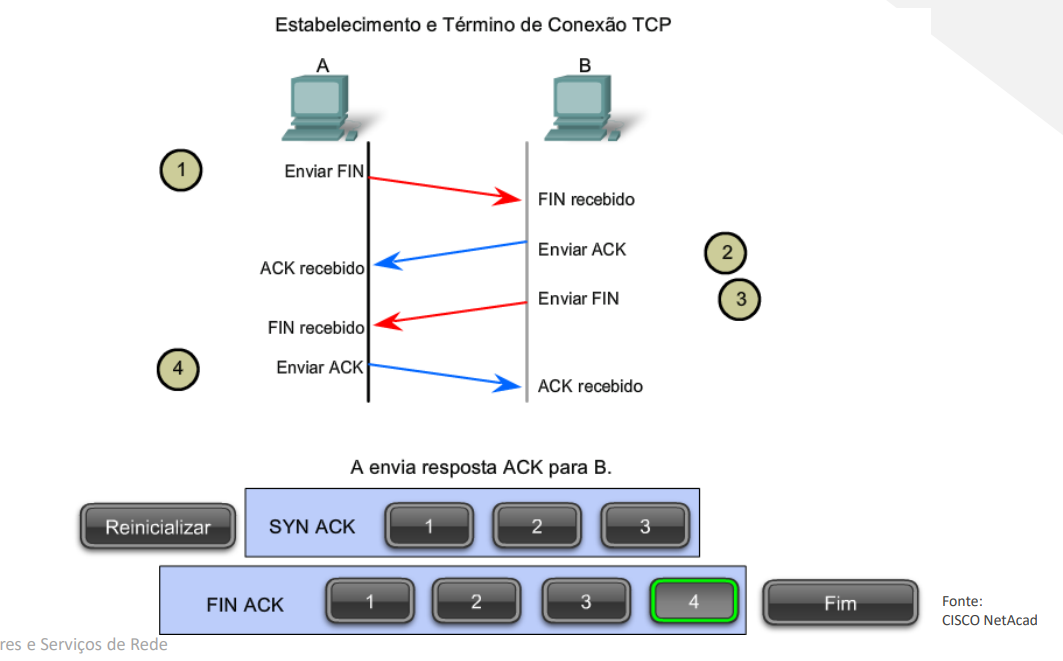 Estabelecimento e Término de Conexão TCP
A
B
1
Enviar FIN
FIN recebido
Enviar ACK
2
ACK recebido
Enviar FIN
3
FIN recebido
4
Enviar ACK
ACK recebido
A envia resposta ACK para B.
Reinicializar
SYN ACK
1
2
3
FIN ACK
1
2
3
4
Fim
Fonte:
CISCO NetAcad
res e Serviços de Rede